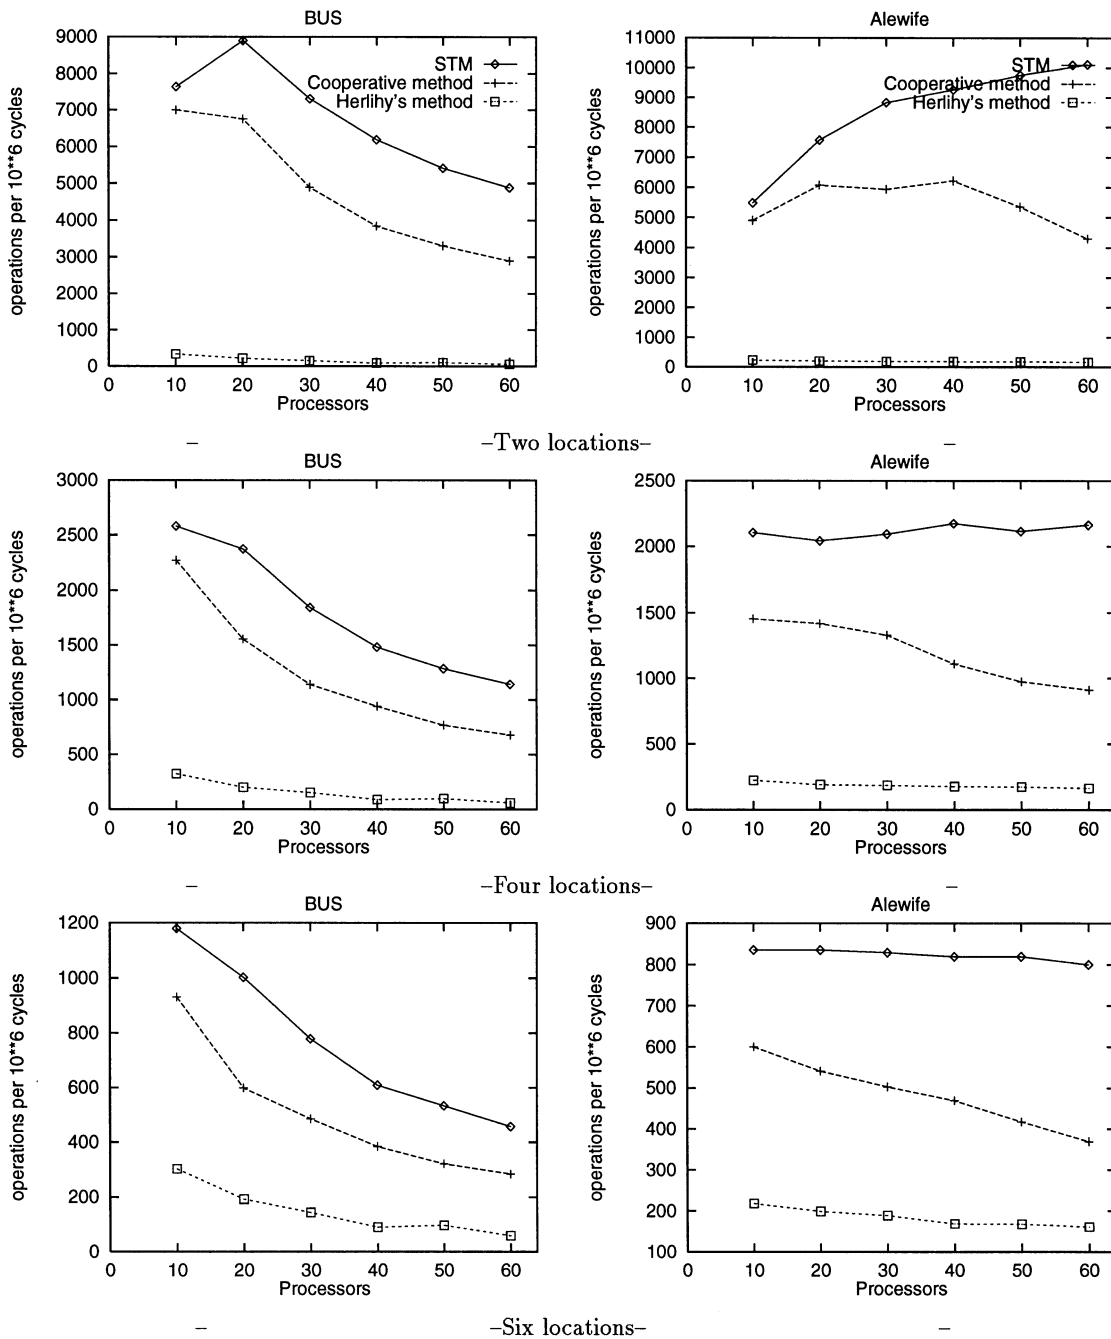 BUS
9000
8000
7000
6000
5000
4000
3000
2000
1000
0
operations per 10**6 cycles
STM
Cooperative method
Herlihy's method
0 10 20 30 40 50 60
Processors
Alewife
11000
10000
9000
8000
7000
6000
5000
4000
3000
2000
1000
0
operations per 10**6 cycles
STM
Cooperative method
Herlihy's method
0 10 20 30 40 50 60
Processors
– –Two locations– –
BUS
3000
2500
2000
1500
1000
500
0
operations per 10**6 cycles
0 10 20 30 40 50 60
Processors
Alewife
2500
2000
1500
1000
500
0
operations per 10**6 cycles
0 10 20 30 40 50 60
Processors
– –Four locations– –
BUS
1200
1000
800
600
400
200
0
operations per 10**6 cycles
0 10 20 30 40 50 60
Processors
Alewife
900
800
700
600
500
400
300
200
100
operations per 10**6 cycles
0 10 20 30 40 50 60
Processors
– –Six locations– –